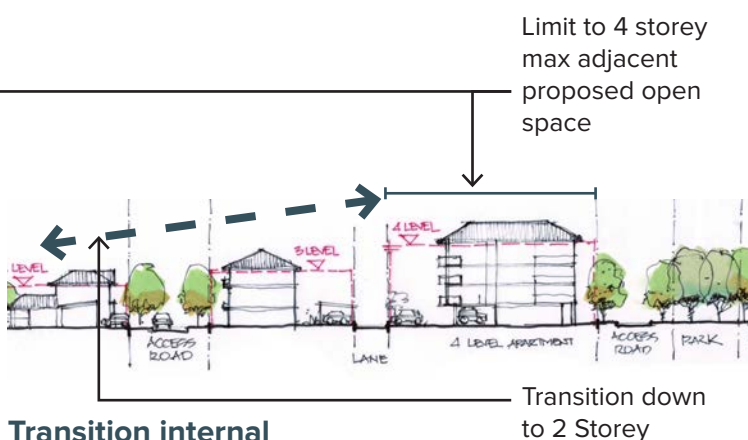 Limit to 4 storey
max adjacent
proposed open
space
LEVEL
3 LEVEL
4 LEVEL
ACCESS
ROAD
LANE
4 LEVEL APARTMENT
ACCESS
ROAD
PARK
Transition down
to 2 Storey
Transition internal